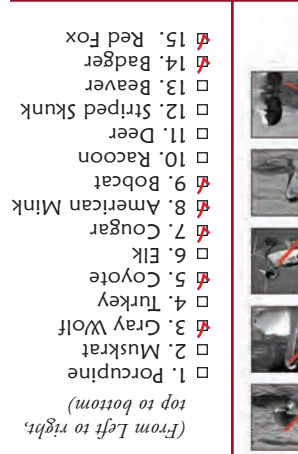 (From left to right,
top to bottom)
1. Porcupine
2. Muskrat
3. Gray Wolf
4. Turkey
5. Coyote
6. Elk
7. Cougar
8. American Mink
9. Bobcat
10. Racoon
11. Deer
12. Striped Skunk
13. Beaver
14. Badger
15. Red Fox